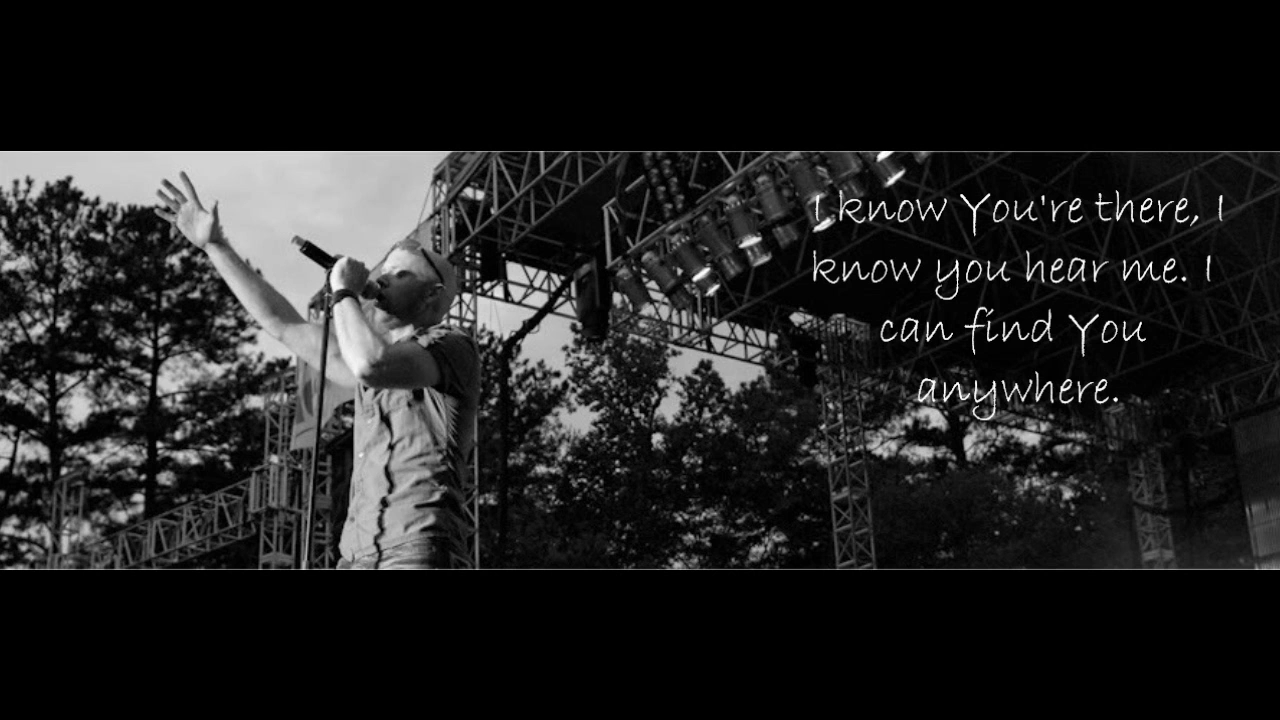 I know You're there, I
know you hear me. I
can find You
anywhere.